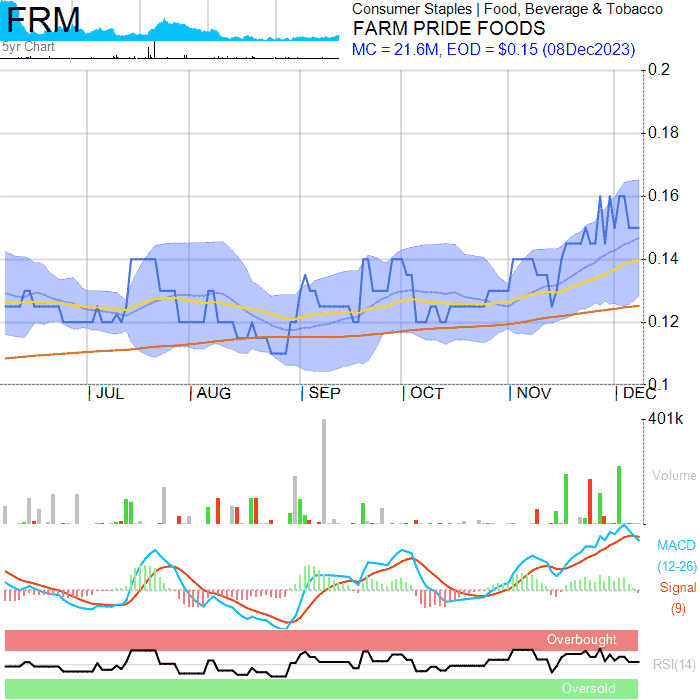 FRM
5yr Chart
Consumer Staples | Food, Beverage & Tobacco
FARM PRIDE FOODS
MC = 21.6M, EOD = $0.15 (08Dec2023)
0.2
0.18
0.16
0.14
0.12
0.1
JUL
AUG
SEP
OCT
NOV
DEC
401k
Volume
MACD
(12-26)
Signal
(9)
Overbought
RSI(14)
Oversold